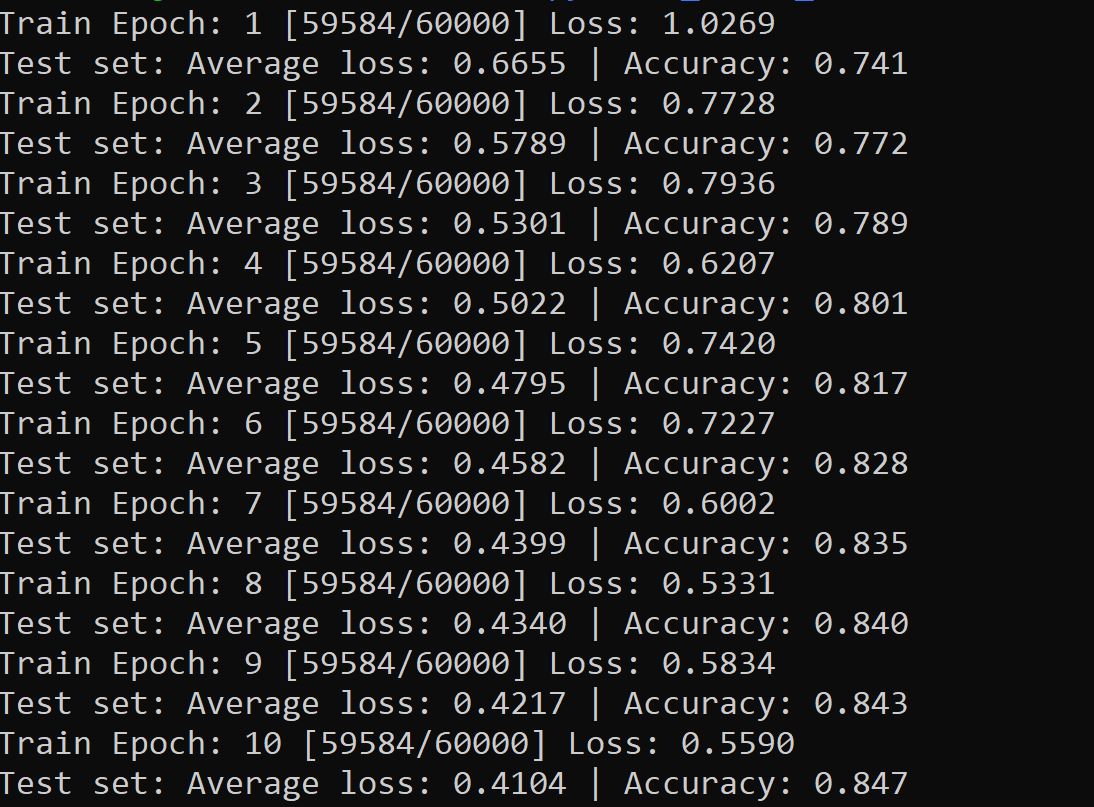 Train Epoch: 1 [59584/60000] Loss: 1.0269
Test set: Average loss: 0.6655 | Accuracy: 0.741
Train Epoch: 2 [59584/60000] Loss: 0.7728
Test set: Average loss: 0.5789 | Accuracy: 0.772
Train Epoch: 3 [59584/60000] Loss: 0.7936
Test set: Average loss: 0.5301 | Accuracy: 0.789
Train Epoch: 4 [59584/60000] Loss: 0.6207
Test set: Average loss: 0.5022 | Accuracy: 0.801
Train Epoch: 5 [59584/60000] Loss: 0.7420
Test set: Average loss: 0.4795 | Accuracy: 0.817
Train Epoch: 6 [59584/60000] Loss: 0.7227
Test set: Average loss: 0.4582 | Accuracy: 0.828
Train Epoch: 7 [59584/60000] Loss: 0.6002
Test set: Average loss: 0.4399 | Accuracy: 0.835
Train Epoch: 8 [59584/60000] Loss: 0.5331
Test set: Average loss: 0.4340 | Accuracy: 0.840
Train Epoch: 9 [59584/60000] Loss: 0.5834
Test set: Average loss: 0.4217 | Accuracy: 0.843
Train Epoch: 10 [59584/60000] Loss: 0.5590
Test set: Average loss: 0.4104 | Accuracy: 0.847